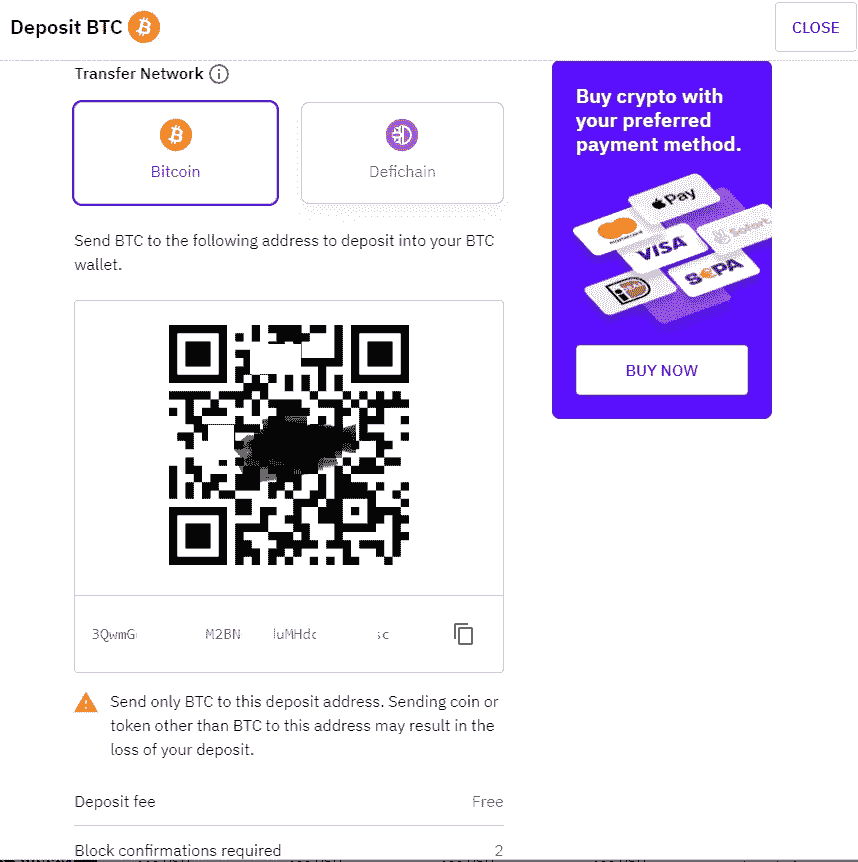 Deposit BTC
CLOSE
Transfer Network
Bitcoin
Defichain
Send BTC to the following address to deposit into your BTC
wallet.
3QwmG
M2BN
luMHdc
sc
Send only BTC to this deposit address. Sending coin or
token other than BTC to this address may result in the
loss of your deposit.
Deposit fee
Free
Block confirmations required
2
Buy crypto with
your preferred
payment method.
Pay
VISA
Sofort.
SEPA
iD
BUY NOW